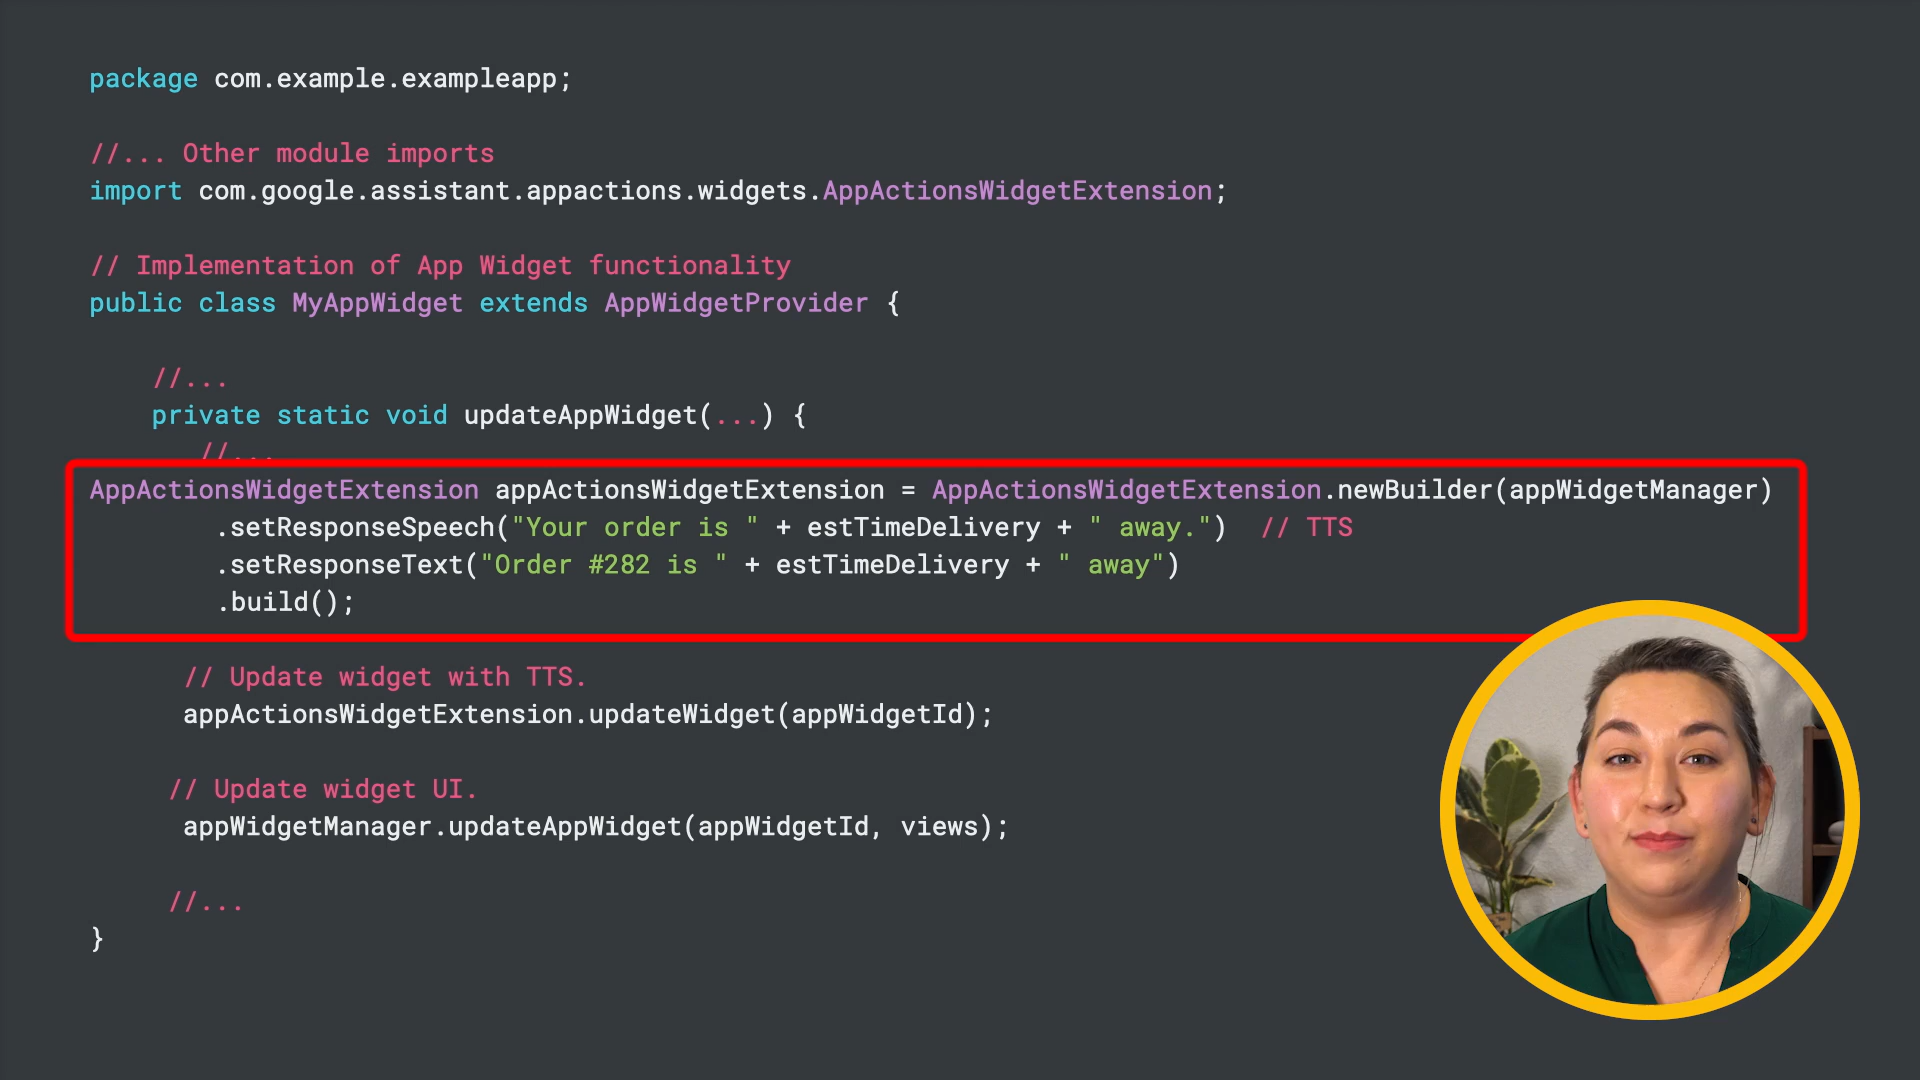 package com.example.exampleapp;
//... Other module imports
import com.google.assistant.appactions.widgets.AppActionsWidgetExtension;
// Implementation of App Widget functionality
public class MyAppWidget extends AppWidgetProvider {
//...
private static void updateAppWidget(...) {
//...
AppActionsWidgetExtension appActionsWidgetExtension = AppActionsWidgetExtension.newBuilder(appWidgetManager)
.setResponseSpeech("Your order is " + estTimeDelivery + " away.")  // TTS
.setResponseText("Order #282 is " + estTimeDelivery + " away")
.build();
// Update widget with TTS.
appActionsWidgetExtension.updateWidget(appWidgetId);
// Update widget UI.
appWidgetManager.updateAppWidget(appWidgetId, views);
//...
}